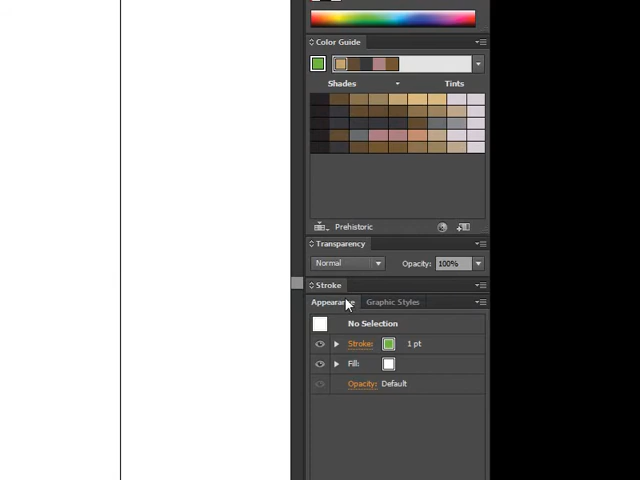 Color Guide
Shades Tints
Prehistoric
Transparency
Normal Opacity: 100%
Stroke
Appearance Graphic Styles
No Selection
Stroke: 1 pt
Fill:
Opacity: Default